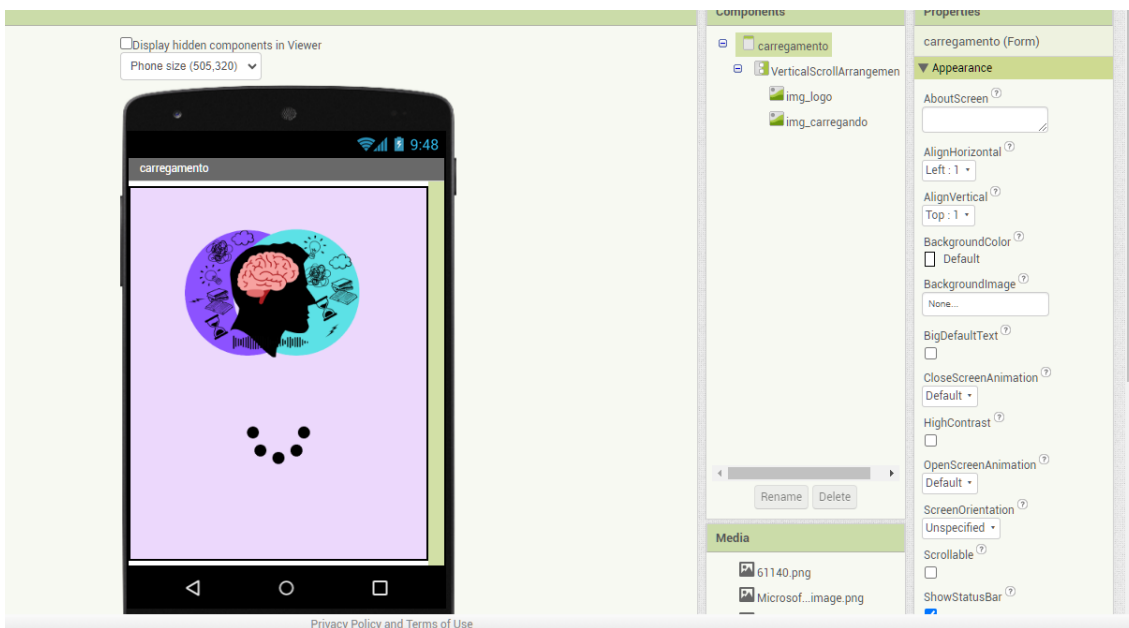 Components
Properties
Display hidden components in Viewer
Phone size (505,320)
9:48
carregamento
carregamento
VerticalScrollArrangemen
img_logo
img_carregando
Rename
Delete
Media
61140.png
Microsof...image.png
carregamento (Form)
Appearance
AboutScreen ?
AlignHorizontal ?
Left : 1
AlignVertical ?
Top : 1
BackgroundColor ?
Default
BackgroundImage ?
None...
BigDefaultText ?
CloseScreenAnimation ?
Default
HighContrast ?
OpenScreenAnimation ?
Default
ScreenOrientation ?
Unspecified
Scrollable ?
ShowStatusBar ?
Privacy Policy and Terms of Use